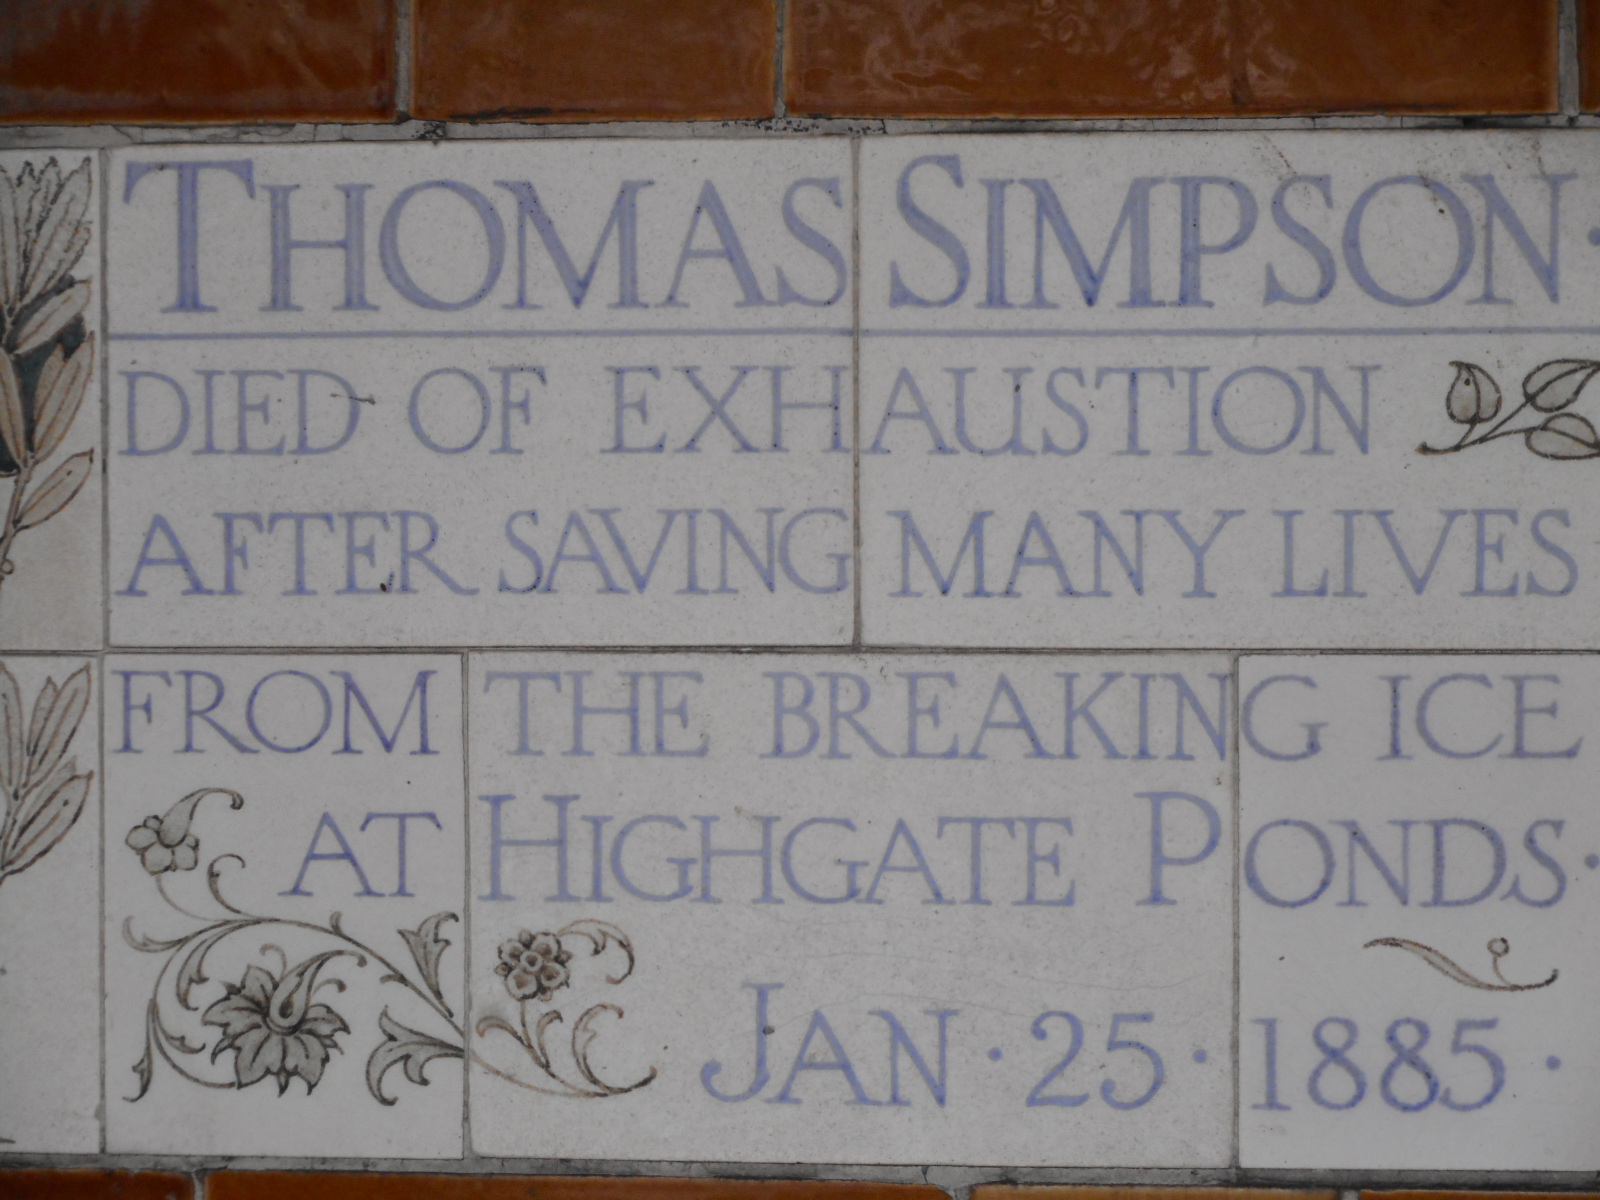 THOMAS SIMPSON·
DIED OF EXHAUSTION
AFTER SAVING MANY LIVES
FROM THE BREAKING ICE
AT HIGHGATE PONDS·
JAN·25·1885·